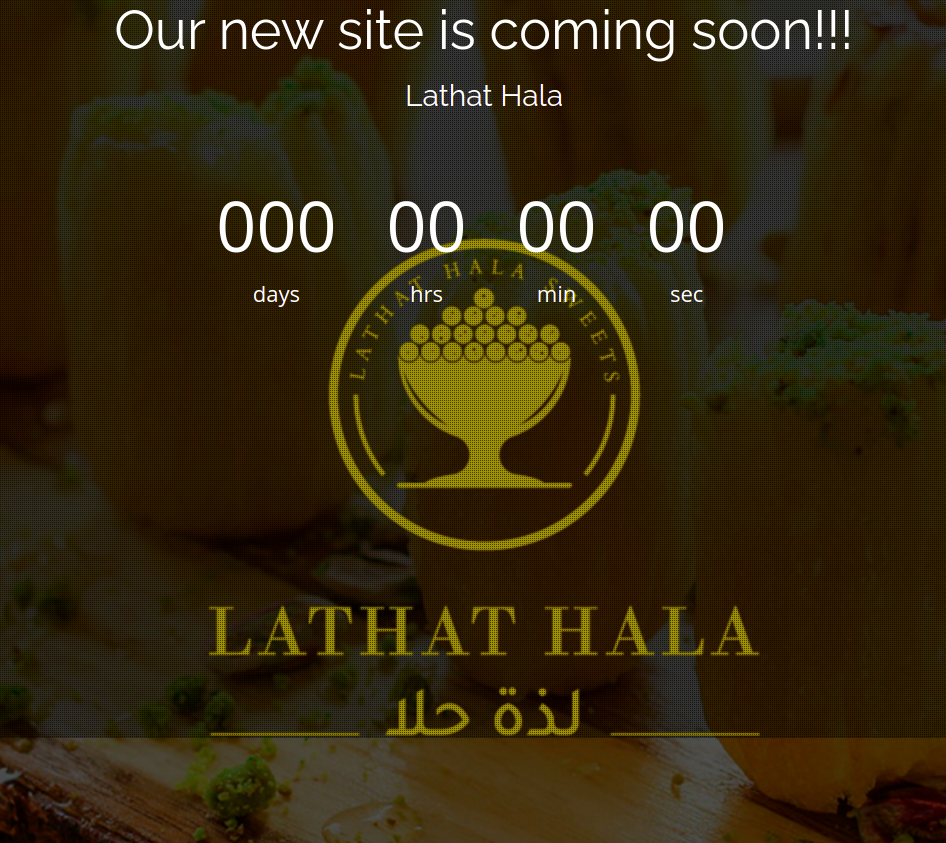 Our new site is coming soon!!!
Lathat Hala
000 00 00 00
days hrs min sec
LATHAT HALA SWEETS
LATHAT HALA
لذة حلا